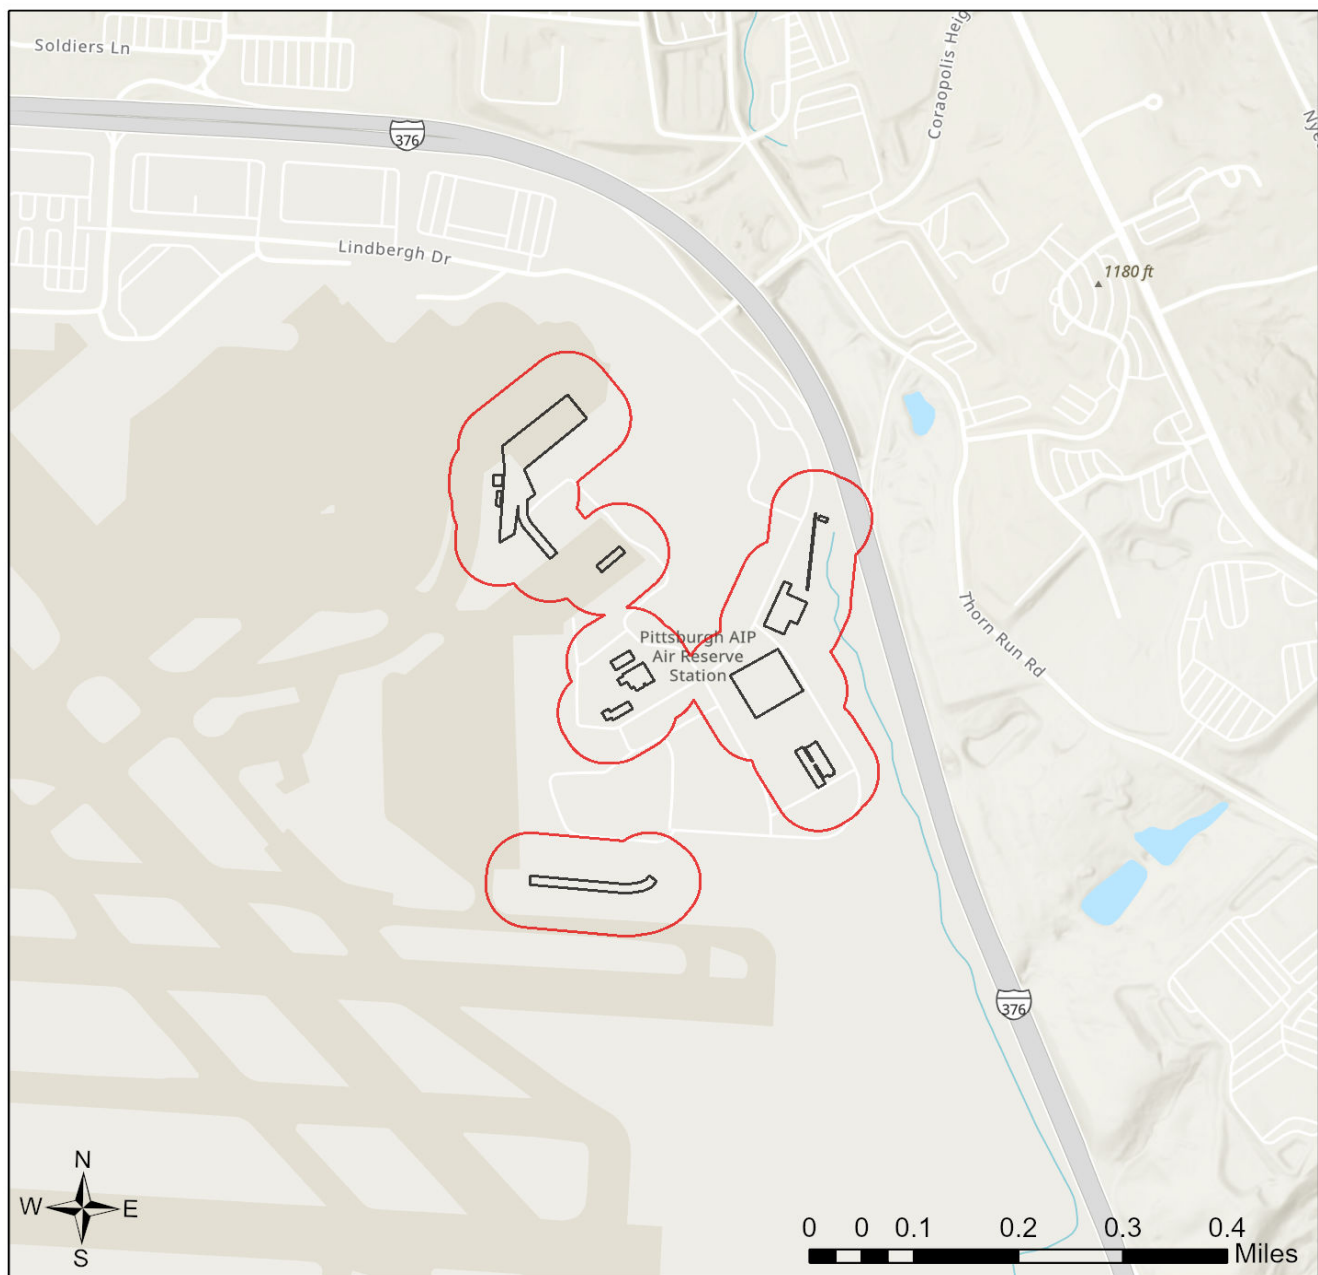 Soldiers Ln
376
Coraopolis Heig
Nye
Lindbergh Dr
1180 ft
Thorn Run Rd
Pittsburgh AIP
Air Reserve
Station
376
N
W E
S
0 0 0.1 0.2 0.3 0.4
Miles